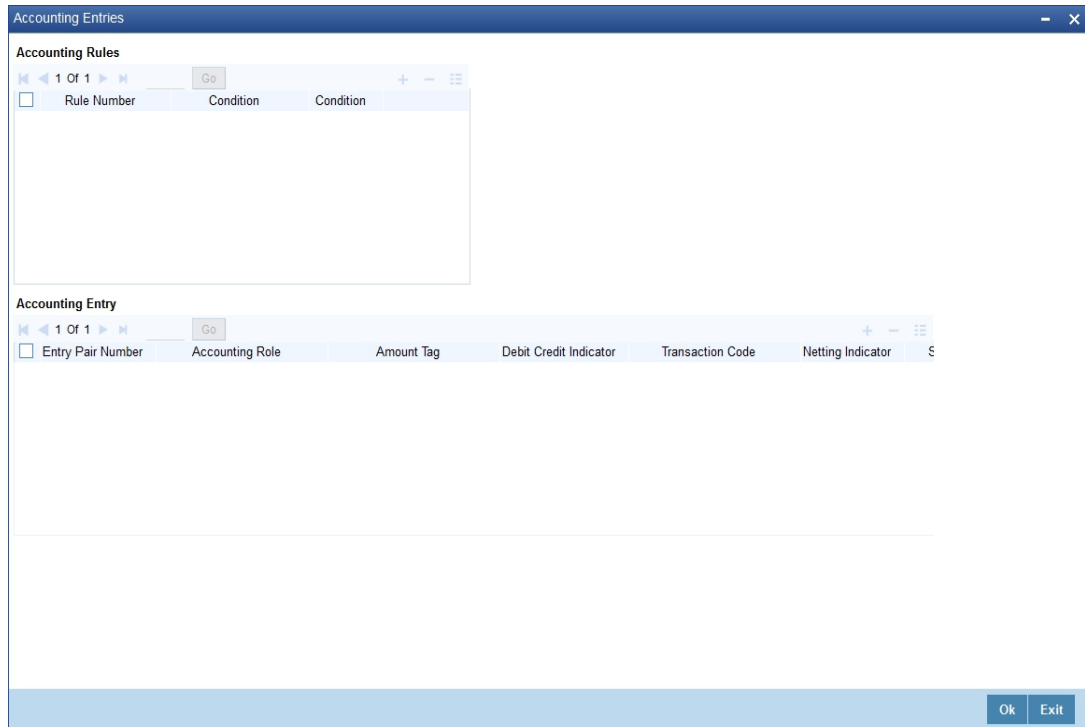 Accounting Entries
Accounting Rules
1 Of 1 Go
Rule Number Condition Condition
Accounting Entry
1 Of 1 Go
Entry Pair Number Accounting Role Amount Tag Debit Credit Indicator Transaction Code Netting Indicator S
Ok Exit